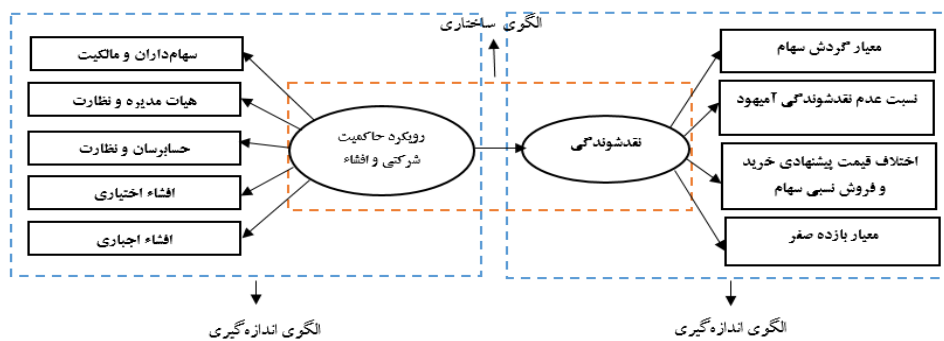 الگوی ساختاری
معیار گردش سهام
نسبت عدم نقدشوندگی آمیهود
اختلاف قیمت پیشنهادی خرید
و فروش نسبی سهام
معیار بازده صفر
نقدشوندگی
رویکرد حاکمیت
شرکتی و افشاء
سهام‌داران و مالکیت
هیات مدیره و نظارت
حسابرسان و نظارت
افشاء اختیاری
افشاء اجباری
الگوی اندازه‌گیری
الگوی اندازه‌گیری